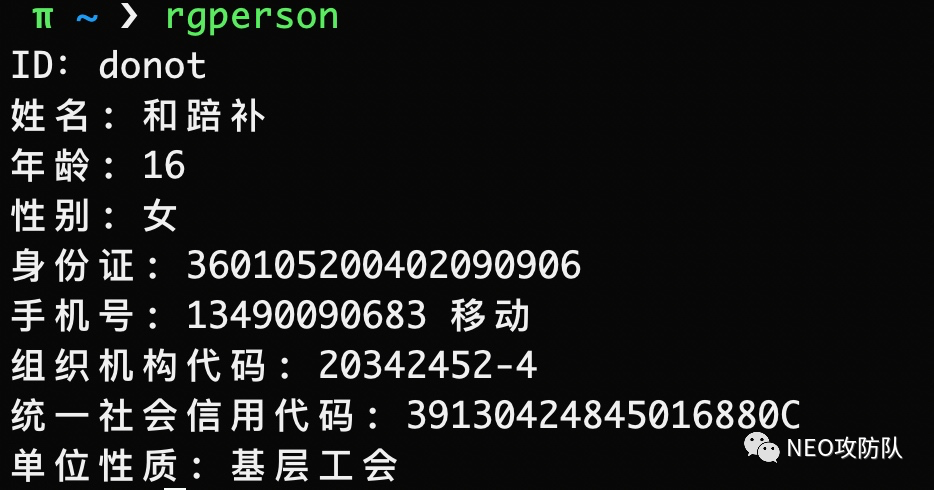 π ~ ❯ rgperson
ID: donot
姓名: 和踣补
年龄: 16
性别: 女
身份证: 360105200402090906
手机号: 13490090683 移动
组织机构代码: 20342452-4
统一社会信用代码: 39130424845016880C
单位性质: 基层工会
NEO攻防队